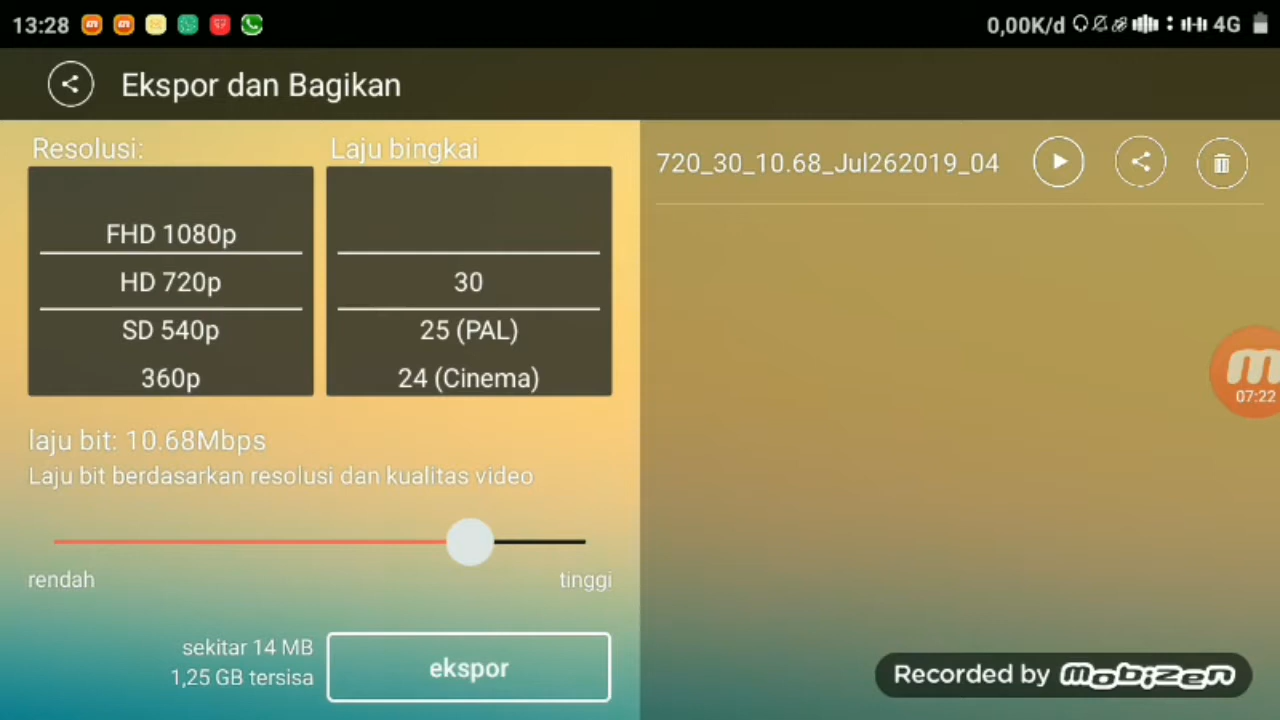 13:28
0,00K/d
4G
Ekspor dan Bagikan
Resolusi:
FHD 1080p
HD 720p
SD 540p
360p
Laju bingkai
30
25 (PAL)
24 (Cinema)
laju bit: 10.68Mbps
Laju bit berdasarkan resolusi dan kualitas video
rendah
tinggi
sekitar 14 MB
1,25 GB tersisa
ekspor
720_30_10.68_Jul262019_04
07:22
Recorded by mobizen